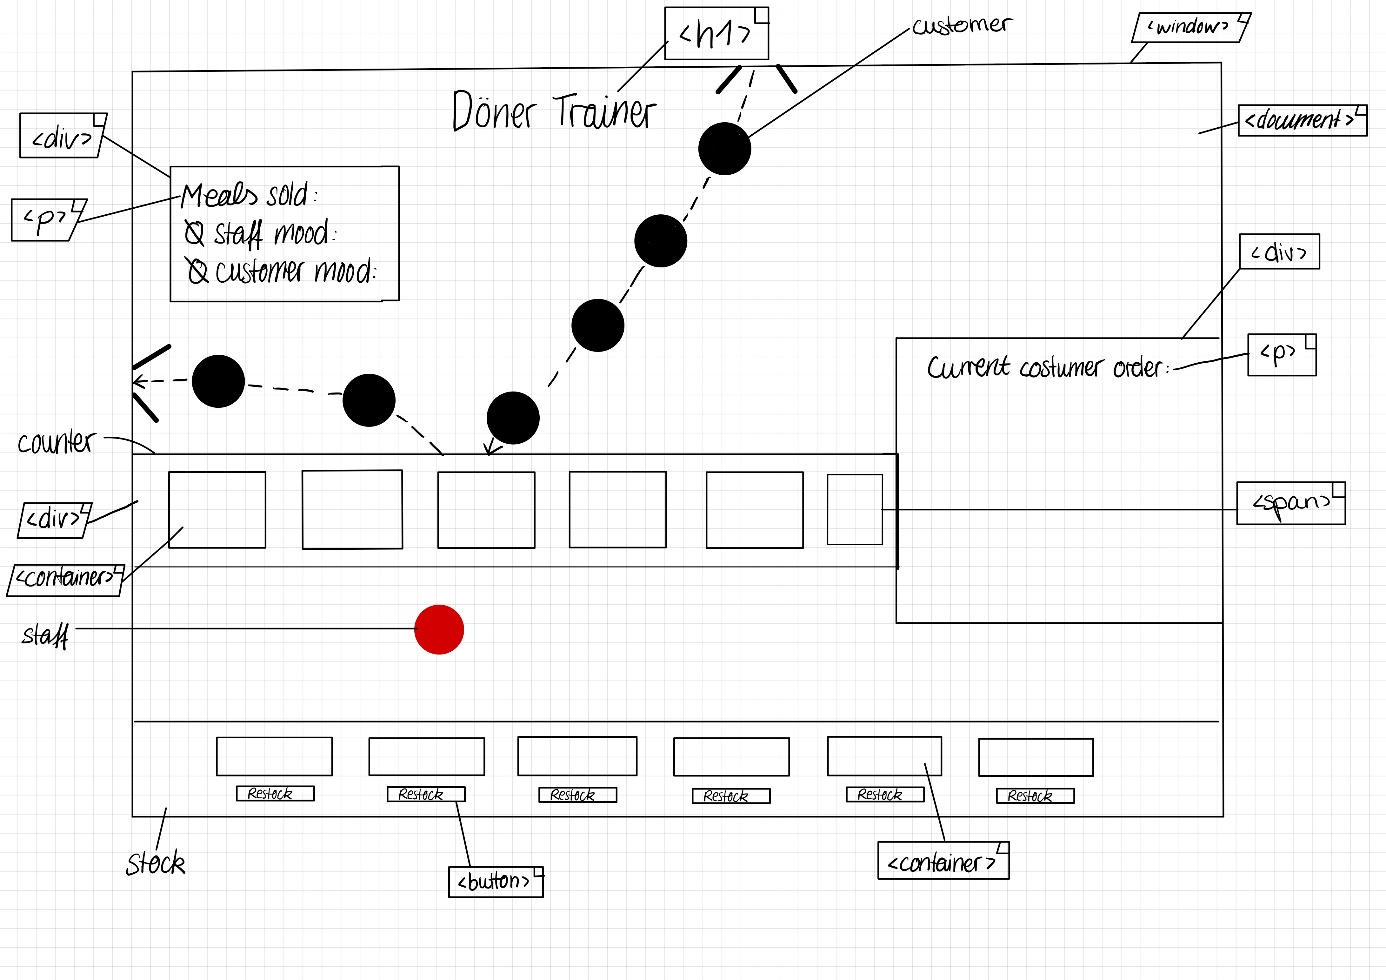 <h1>
customer
<window>
Döner Trainer
<document>
<div>
Meals sold:
<p>
Ø staff mood:
Ø customer mood:
<div>
Current costumer order:
<p>
counter
<div>
<span>
<container>
staff
Restock
Restock
Restock
Restock
Restock
Restock
stock
<button>
<container>